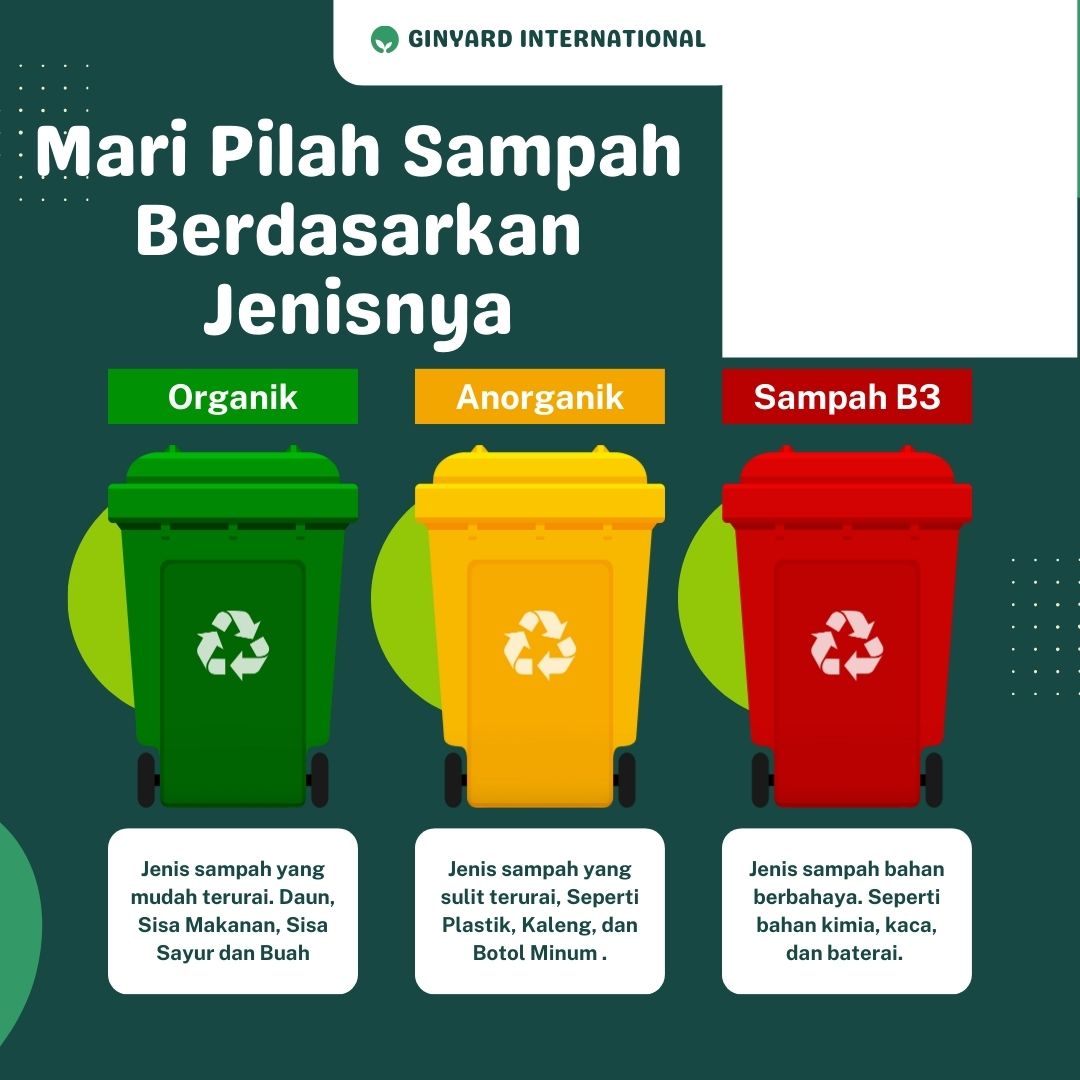 GINYARD INTERNATIONAL
Mari Pilah Sampah
Berdasarkan
Jenisnya
Organik
Anorganik
Sampah B3
Jenis sampah yang
mudah terurai. Daun,
Sisa Makanan, Sisa
Sayur dan Buah
Jenis sampah yang
sulit terurai, Seperti
Plastik, Kaleng, dan
Botol Minum .
Jenis sampah bahan
berbahaya. Seperti
bahan kimia, kaca,
dan baterai.